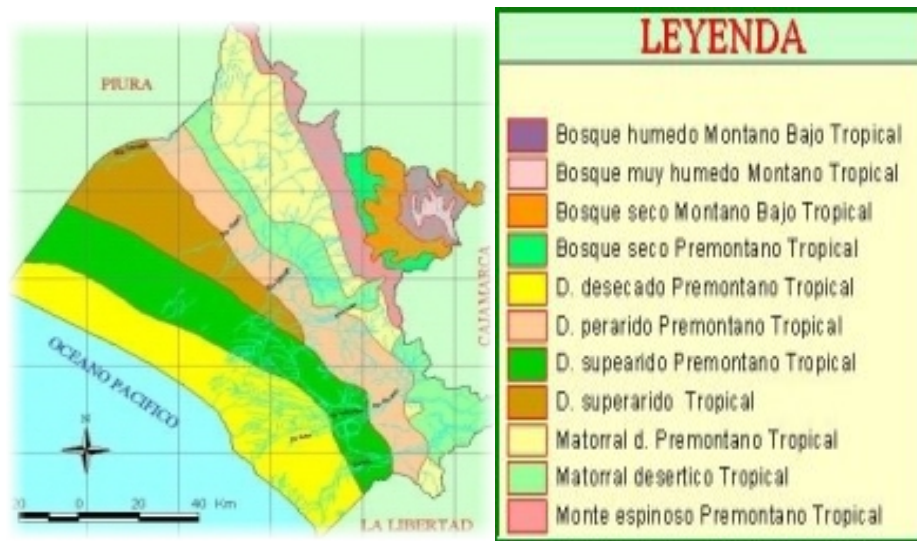 PIURA
CAJAMARCA
OCEANO PACIFICO
N
20 0 20 40 Km
LA LIBERTAD
LEYENDA
Bosque humedo Montano Bajo Tropical
Bosque muy humedo Montano Tropical
Bosque seco Montano Bajo Tropical
Bosque seco Premontano Tropical
D. desecado Premontano Tropical
D. perarido Premontano Tropical
D. supearido Premontano Tropical
D. superarido Tropical
Matorral d. Premontano Tropical
Matorral desertico Tropical
Monte espinoso Premontano Tropical